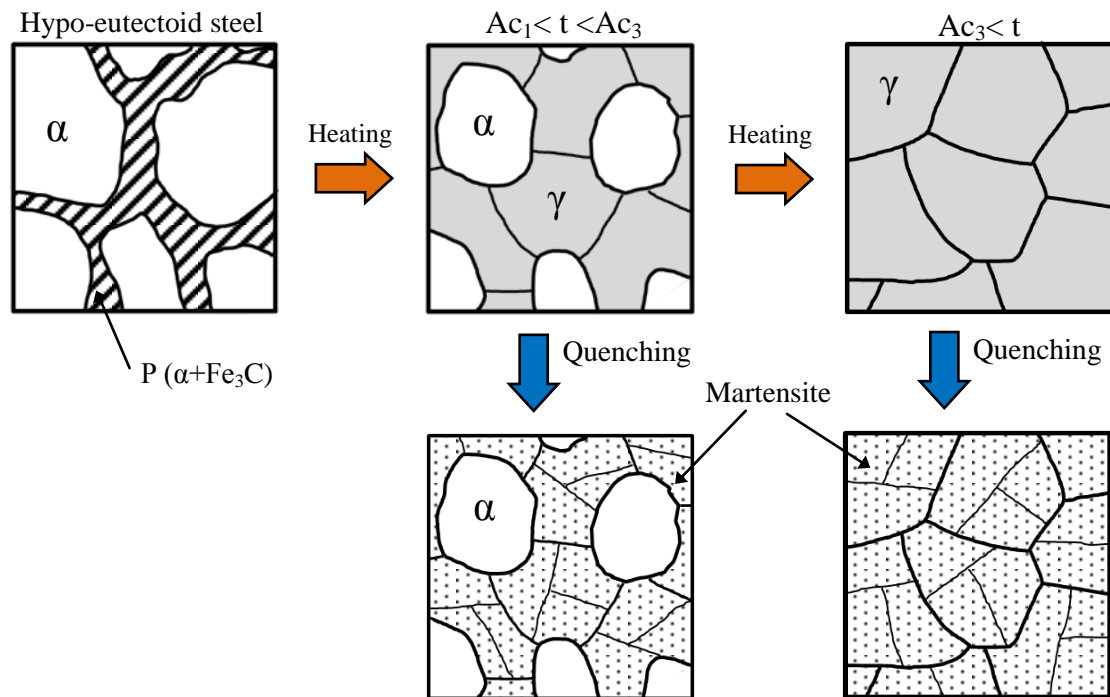 Hypo-eutectoid steel
Ac₁< t <Ac₃
Ac₃< t
α
Heating
α
γ
Heating
γ
P (α+Fe₃C)
Quenching
Quenching
Martensite
α